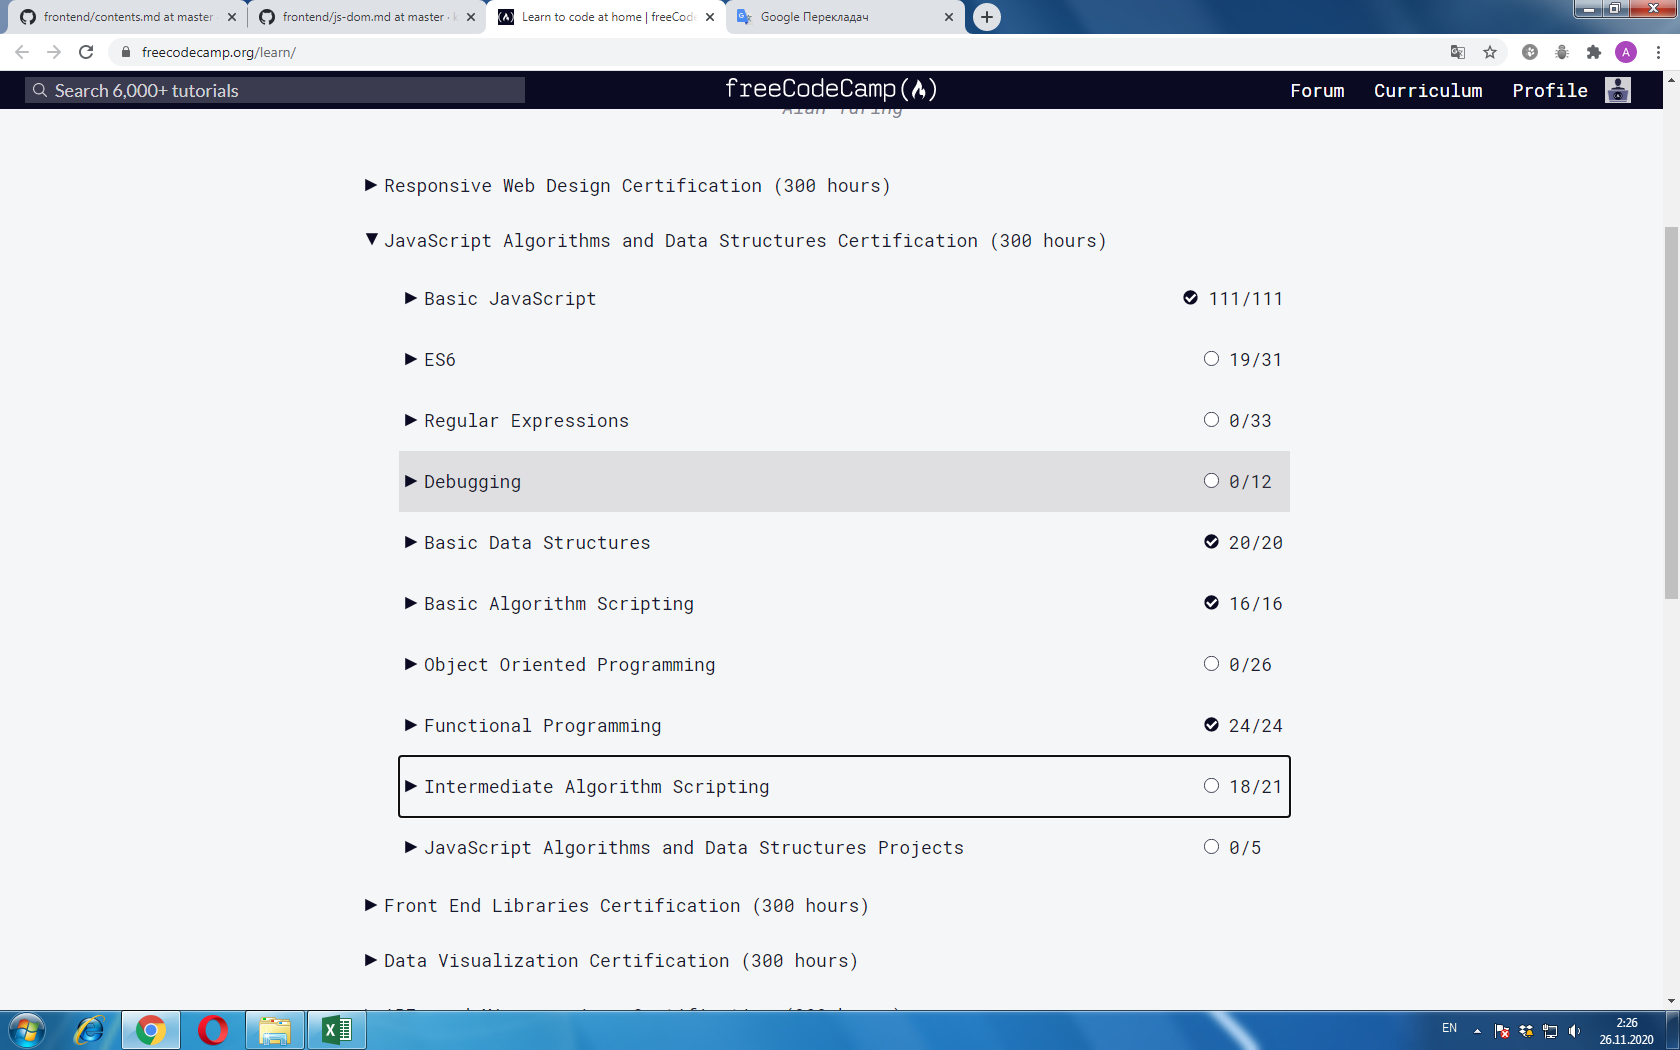 frontend/contents.md at master
frontend/js-dom.md at master · k
Learn to code at home | freeCode
Google Перекладач
freecodecamp.org/learn/
A
Search 6,000+ tutorials
freeCodeCamp
Forum
Curriculum
Profile
Alan Turing
Responsive Web Design Certification (300 hours)
JavaScript Algorithms and Data Structures Certification (300 hours)
Basic JavaScript 111/111
ES6 19/31
Regular Expressions 0/33
Debugging 0/12
Basic Data Structures 20/20
Basic Algorithm Scripting 16/16
Object Oriented Programming 0/26
Functional Programming 24/24
Intermediate Algorithm Scripting 18/21
JavaScript Algorithms and Data Structures Projects 0/5
Front End Libraries Certification (300 hours)
Data Visualization Certification (300 hours)
EN
2:26
26.11.2020